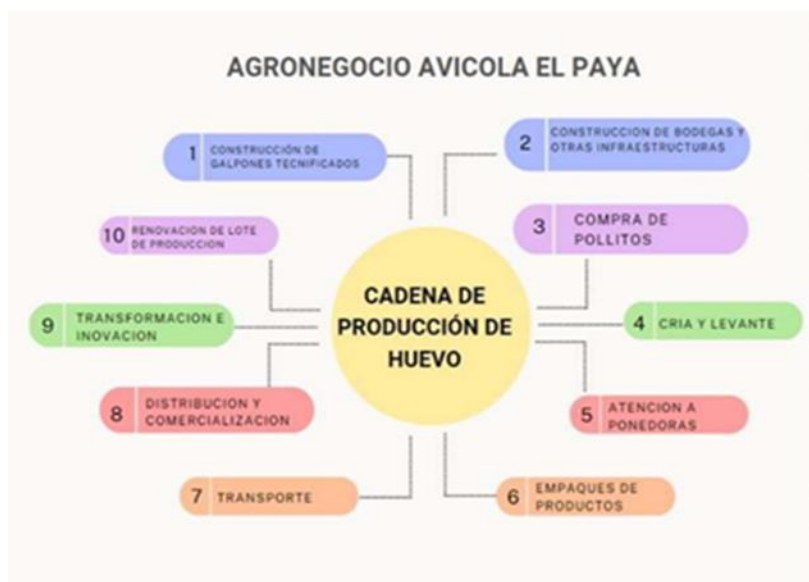 AGRONEGOCIO AVICOLA EL PAYA
1
CONSTRUCCIÓN DE
GALPONES TECNIFICADOS
2
CONSTRUCCION DE BODEGAS Y
OTRAS INFRAESTRUCTURAS
3
COMPRA DE
POLLITOS
4
CRIA Y LEVANTE
5
ATENCION A
PONEDORAS
6
EMPAQUES DE
PRODUCTOS
7
TRANSPORTE
8
DISTRIBUCION Y
COMERCIALIZACION
9
TRANSFORMACION E
INOVACION
10
RENOVACION DE LOTE
DE PRODUCCION
CADENA DE
PRODUCCIÓN DE
HUEVO